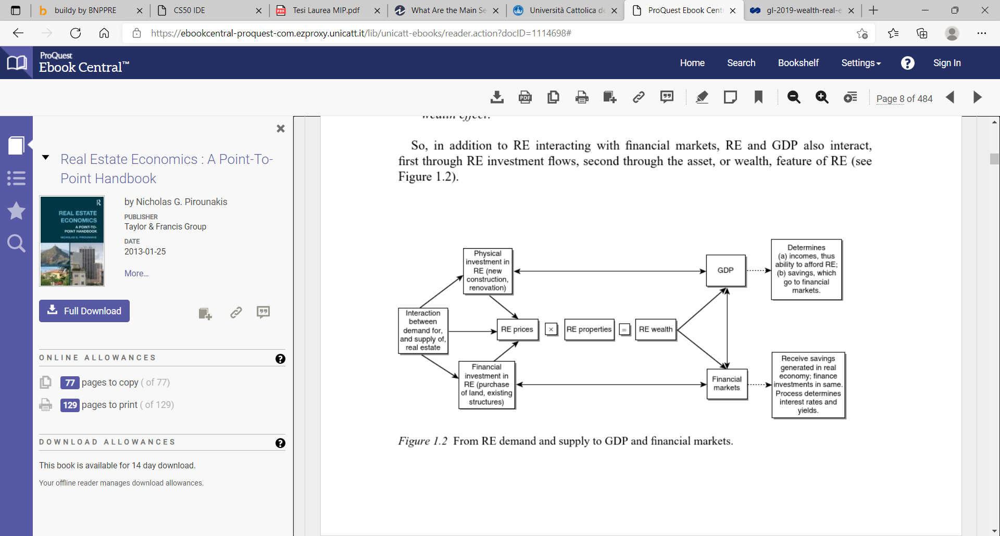 buildy by BNPPRE
CS50 IDE
Tesi Laurea MIP.pdf
What Are the Main Se
Università Cattolica de
ProQuest Ebook Cent
gl-2019-wealth-real-e
https://ebookcentral-proquest-com.ezproxy.unicatt.it/lib/unicatt-ebooks/reader.action?docID=1114698#
ProQuest
Ebook Central™
Home
Search
Bookshelf
Settings
?
Sign In
PDF
Page 8 of 484
Real Estate Economics : A Point-To-
Point Handbook
R
REAL ESTATE
ECONOMICS
A POINT-TO-
POINT HANDBOOK
NICHOLAS G. PIROUNAKIS
by Nicholas G. Pirounakis
PUBLISHER
Taylor & Francis Group
DATE
2013-01-25
More...
Full Download
ONLINE ALLOWANCES
?
77 pages to copy ( of 77)
129 pages to print ( of 129)
DOWNLOAD ALLOWANCES
?
This book is available for 14 day download.
Your offline reader manages download allowances.
wealth effect.
So, in addition to RE interacting with financial markets, RE and GDP also interact,
first through RE investment flows, second through the asset, or wealth, feature of RE (see
Figure 1.2).
Physical
investment in
RE (new
construction,
renovation)
GDP
Determines
(a) incomes, thus
ability to afford RE;
(b) savings, which
go to financial
markets.
Interaction
between
demand for,
and supply of,
real estate
RE prices
×
RE properties
=
RE wealth
Financial
investment in
RE (purchase
of land, existing
structures)
Financial
markets
Receive savings
generated in real
economy; finance
investments in same.
Process determines
interest rates and
yields.
Figure 1.2 From RE demand and supply to GDP and financial markets.